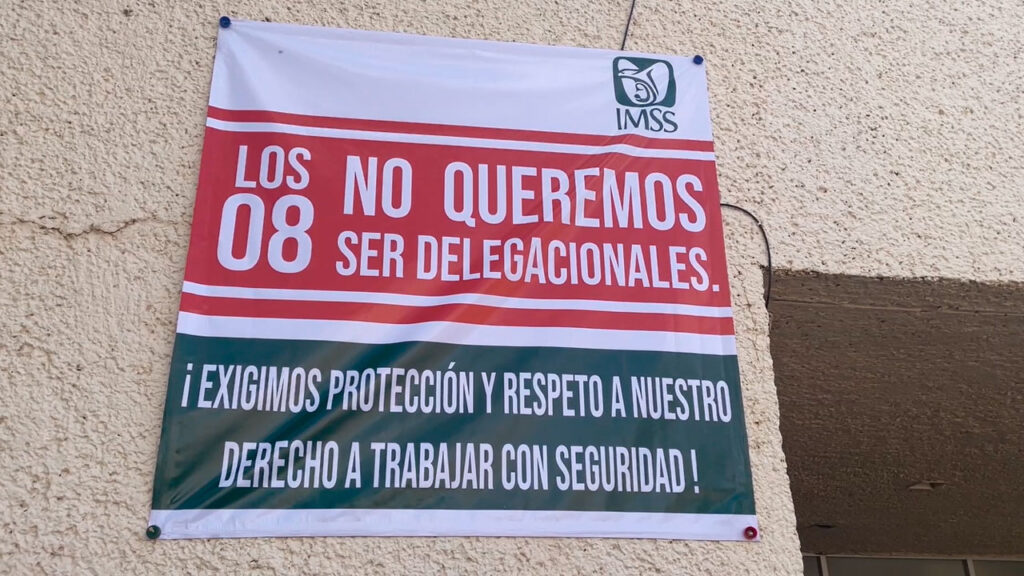 IMSS
LOS 08 NO QUEREMOS
SER DELEGACIONALES.
¡EXIGIMOS PROTECCIÓN Y RESPETO A NUESTRO
DERECHO A TRABAJAR CON SEGURIDAD!